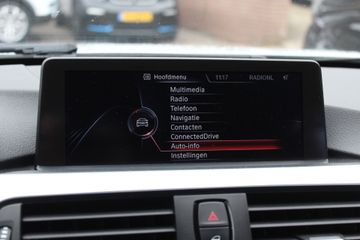 Hoofdmenu 11:17 RADIONL
Multimedia
Radio
Telefoon
Navigatie
Contacten
ConnectedDrive
Auto-info
Instellingen